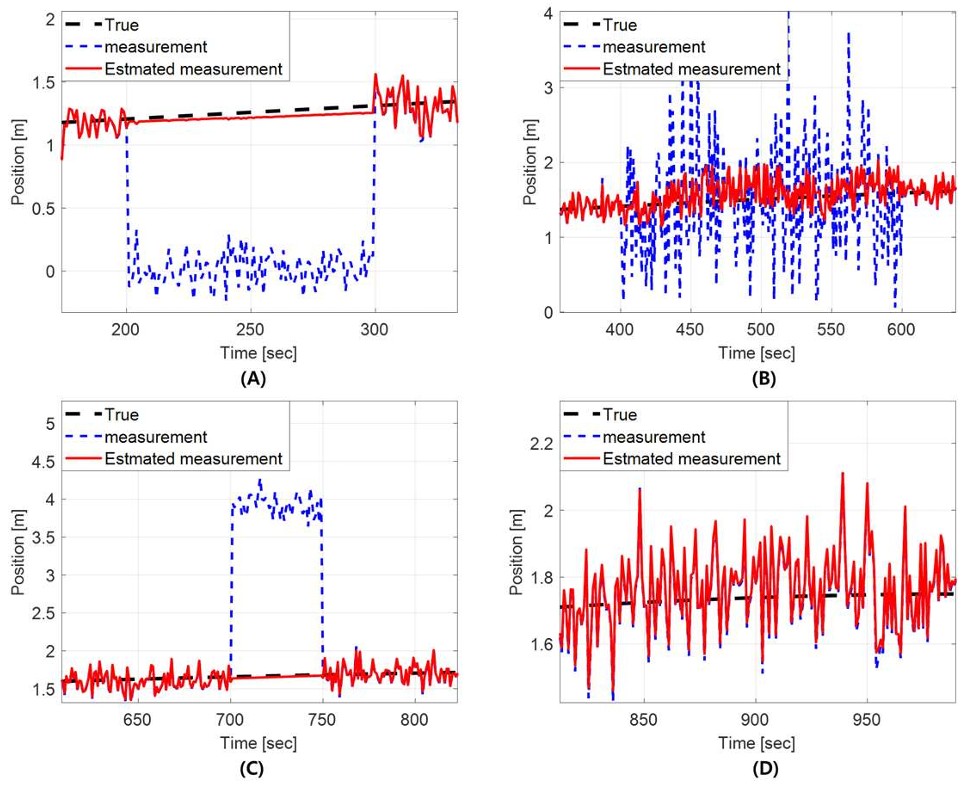 True
measurement
Estmated measurement
Position [m]
2
1.5
1
0.5
0
200
250
300
Time [sec]
(A)
True
measurement
Estmated measurement
Position [m]
4
3
2
1
0
400
450
500
550
600
Time [sec]
(B)
True
measurement
Estmated measurement
Position [m]
5
4.5
4
3.5
3
2.5
2
1.5
650
700
750
800
Time [sec]
(C)
True
measurement
Estmated measurement
Position [m]
2.2
2
1.8
1.6
850
900
950
Time [sec]
(D)